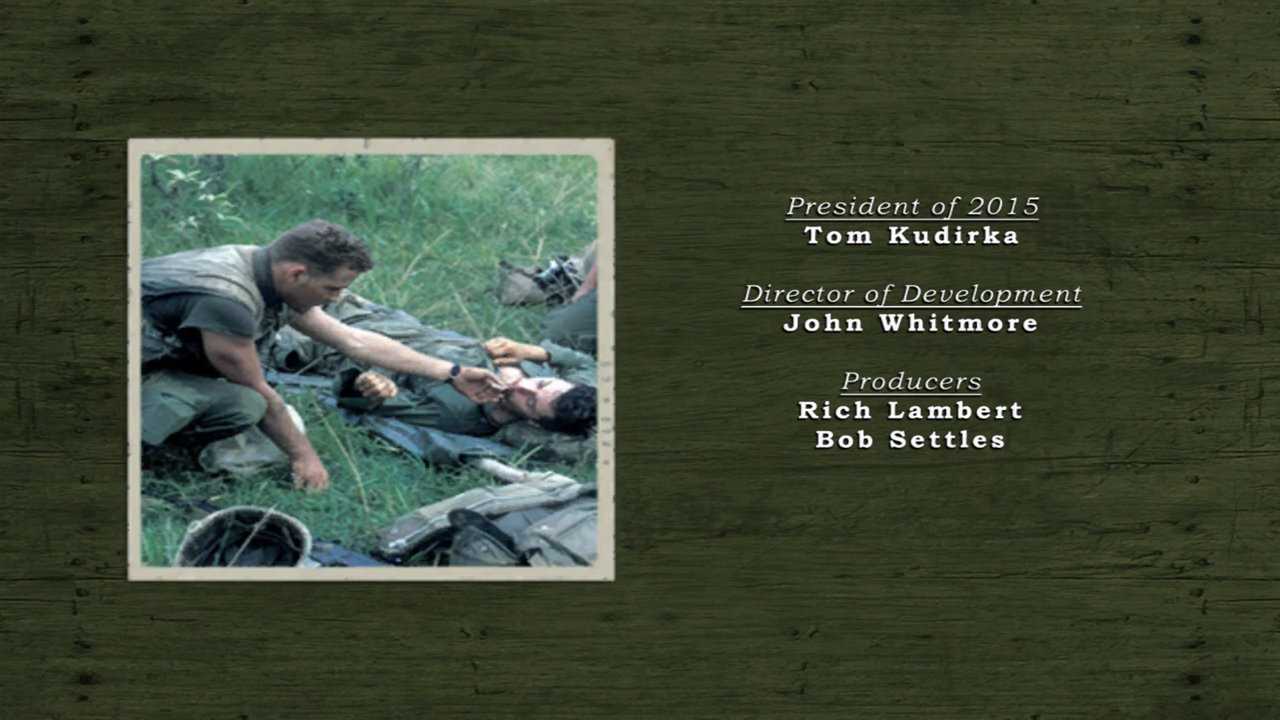 President of 2015
Tom Kudirka
Director of Development
John Whitmore
Producers
Rich Lambert
Bob Settles